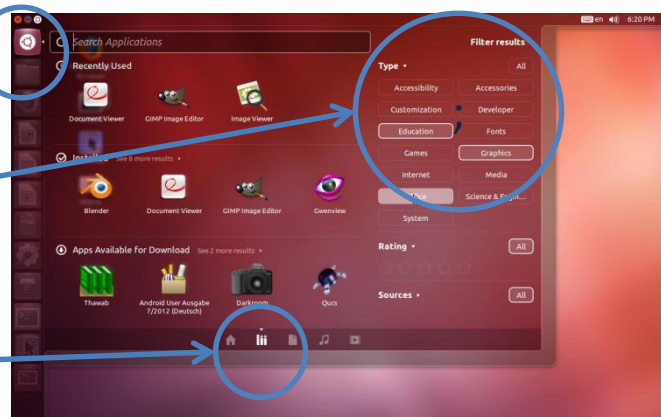 en 6:20 PM
Search Applications
Filter results
Recently Used
Type
All
Document Viewer
GIMP Image Editor
Image Viewer
Accessibility
Accessories
Customization
Developer
Education
Fonts
Installed See 8 more results
Games
Graphics
Internet
Media
Science & Engin...
System
Blender
Document Viewer
GIMP Image Editor
Gwenview
Apps Available for Download See 2 more results
Rating
All
Thawab
Android User Ausgabe
7/2012 (Deutsch)
Darkroom
Qucs
Sources
All